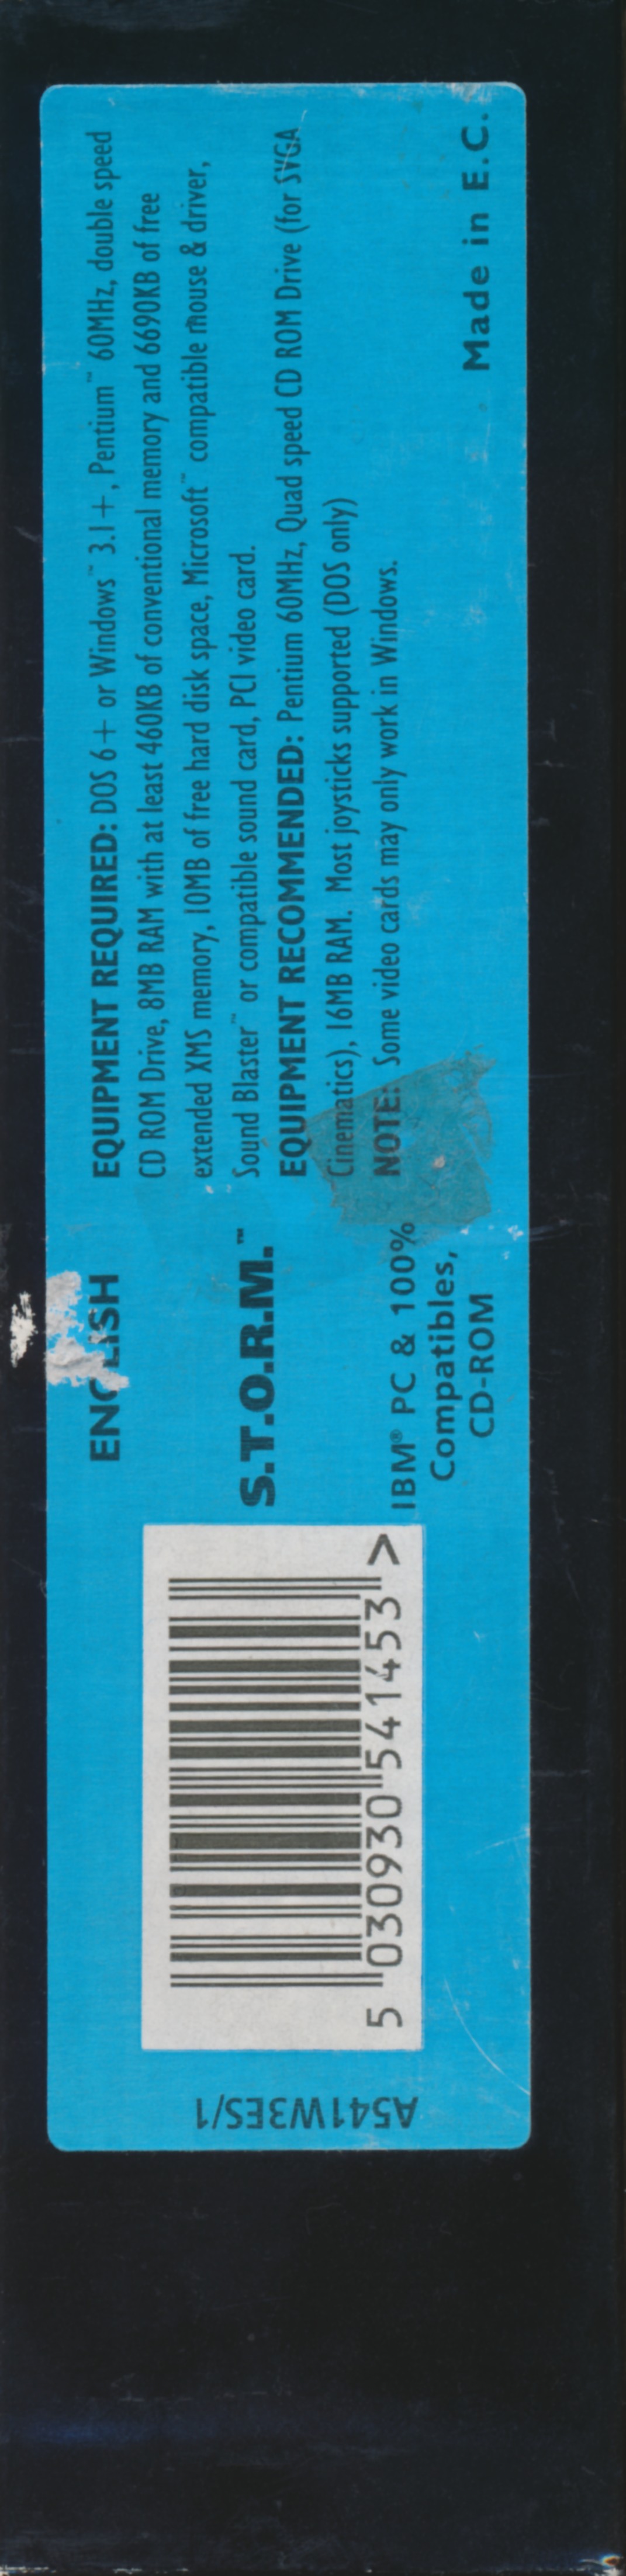 ENGLISH
S.T.O.R.M.™
IBM® PC & 100%
Compatibles,
CD-ROM
EQUIPMENT REQUIRED: DOS 6+ or Windows™ 3.1+, Pentium™ 60MHz, double speed
CD ROM Drive, 8MB RAM with at least 460KB of conventional memory and 6690KB of free
extended XMS memory, 10MB of free hard disk space, Microsoft™ compatible mouse & driver,
Sound Blaster™ or compatible sound card, PCI video card.
EQUIPMENT RECOMMENDED: Pentium 60MHz, Quad speed CD ROM Drive (for SVGA
Cinematics), 16MB RAM. Most joysticks supported (DOS only)
NOTE: Some video cards may only work in Windows.
Made in E.C.
5 030930 541453 >
A541W3ES/1